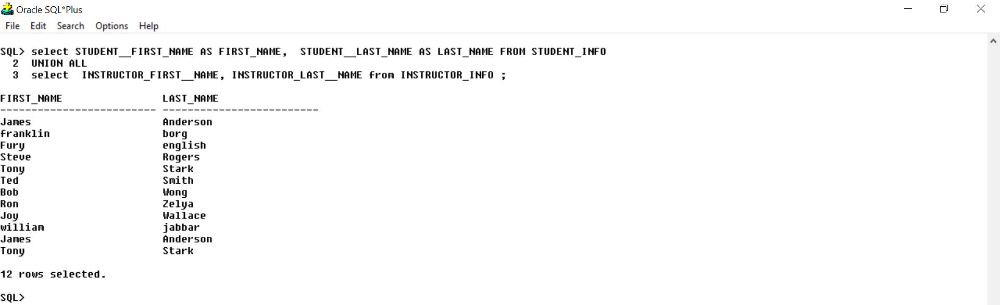 Oracle SQL*Plus
File Edit Search Options Help
SQL> select STUDENT__FIRST_NAME AS FIRST_NAME,  STUDENT__LAST_NAME AS LAST_NAME FROM STUDENT_INFO
  2  UNION ALL
  3  select  INSTRUCTOR_FIRST__NAME, INSTRUCTOR_LAST__NAME from INSTRUCTOR_INFO ;
FIRST_NAME                LAST_NAME
------------------------- -------------------------
James                     Anderson
franklin                  borg
Fury                      english
Steve                     Rogers
Tony                      Stark
Ted                       Smith
Bob                       Wong
Ron                       Zelya
Joy                       Wallace
william                   jabbar
James                     Anderson
Tony                      Stark
12 rows selected.
SQL>